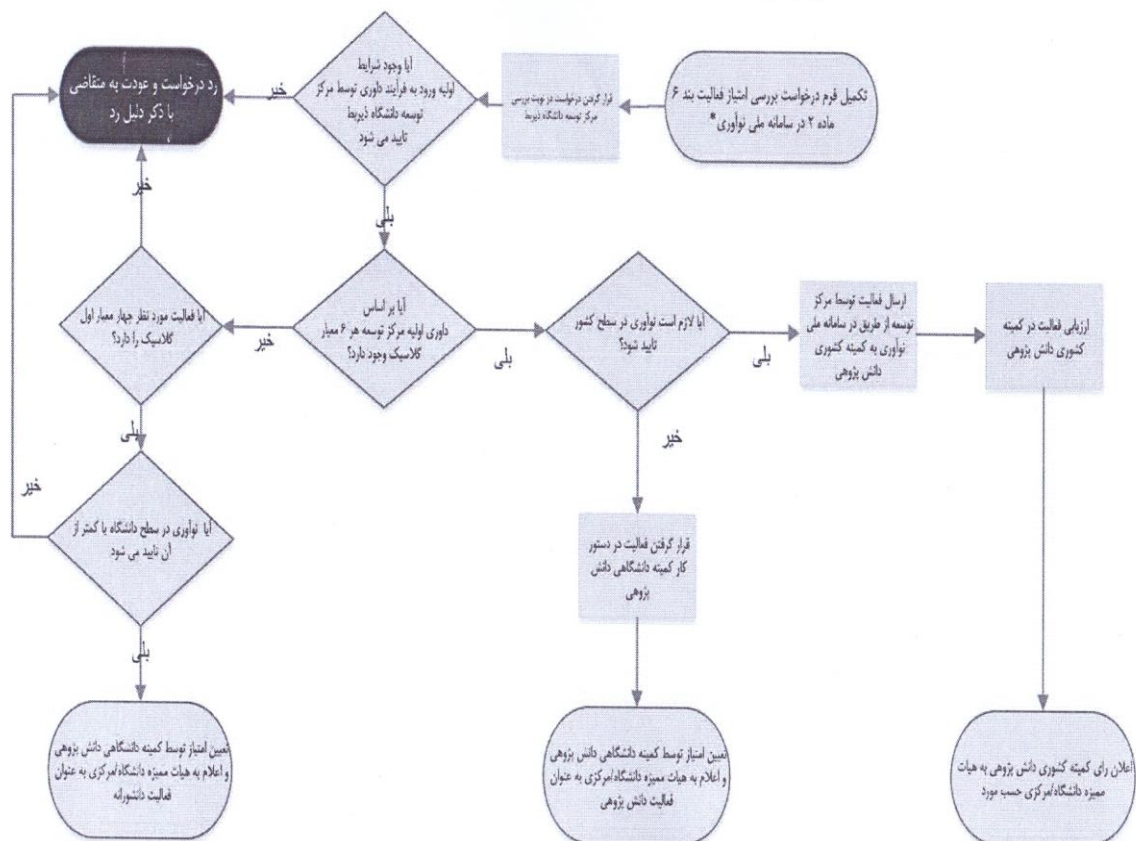 تکمیل فرم درخواست بررسی امتیاز فعالیت بند ۶
ماده ۲ در سامانه ملی نوآوری*
قرار گرفتن درخواست در نوبت بررسی
مرکز توسعه دانشگاه ذیربط
آیا وجود شرایط
اولیه ورود به فرآیند داوری توسط مرکز
توسعه دانشگاه ذیربط
تایید می شود
خیر
رد درخواست و عودت به متقاضی
با ذکر دلیل رد
بلی
خیر
ارزیابی فعالیت در کمیته
کشوری دانش پژوهی
ارسال فعالیت توسط مرکز
توسعه از طریق در سامانه ملی
نوآوری به کمیته کشوری
دانش پژوهی
بلی
آیا لازم است نوآوری در سطح کشور
تایید شود؟
بلی
آیا بر اساس
داوری اولیه مرکز توسعه هر ۶ معیار
گلاسیک وجود دارد؟
خیر
آیا فعالیت مورد نظر چهار معیار اول
گلاسیک را دارد؟
خیر
بلی
خیر
قرار گرفتن فعالیت در دستور
کار کمیته دانشگاهی دانش
پژوهی
آیا نوآوری در سطح دانشگاه یا کمتر از
آن تایید می شود
بلی
اعلان رای کمیته کشوری دانش پژوهی به هیات
ممیزه دانشگاه/مرکزی حسب مورد
تعیین امتیاز توسط کمیته دانشگاهی دانش پژوهی
و اعلام به هیات ممیزه دانشگاه/مرکزی به عنوان
فعالیت دانش پژوهی
تعیین امتیاز توسط کمیته دانشگاهی دانش پژوهی
و اعلام به هیات ممیزه دانشگاه/مرکزی به عنوان
فعالیت دانشورانه